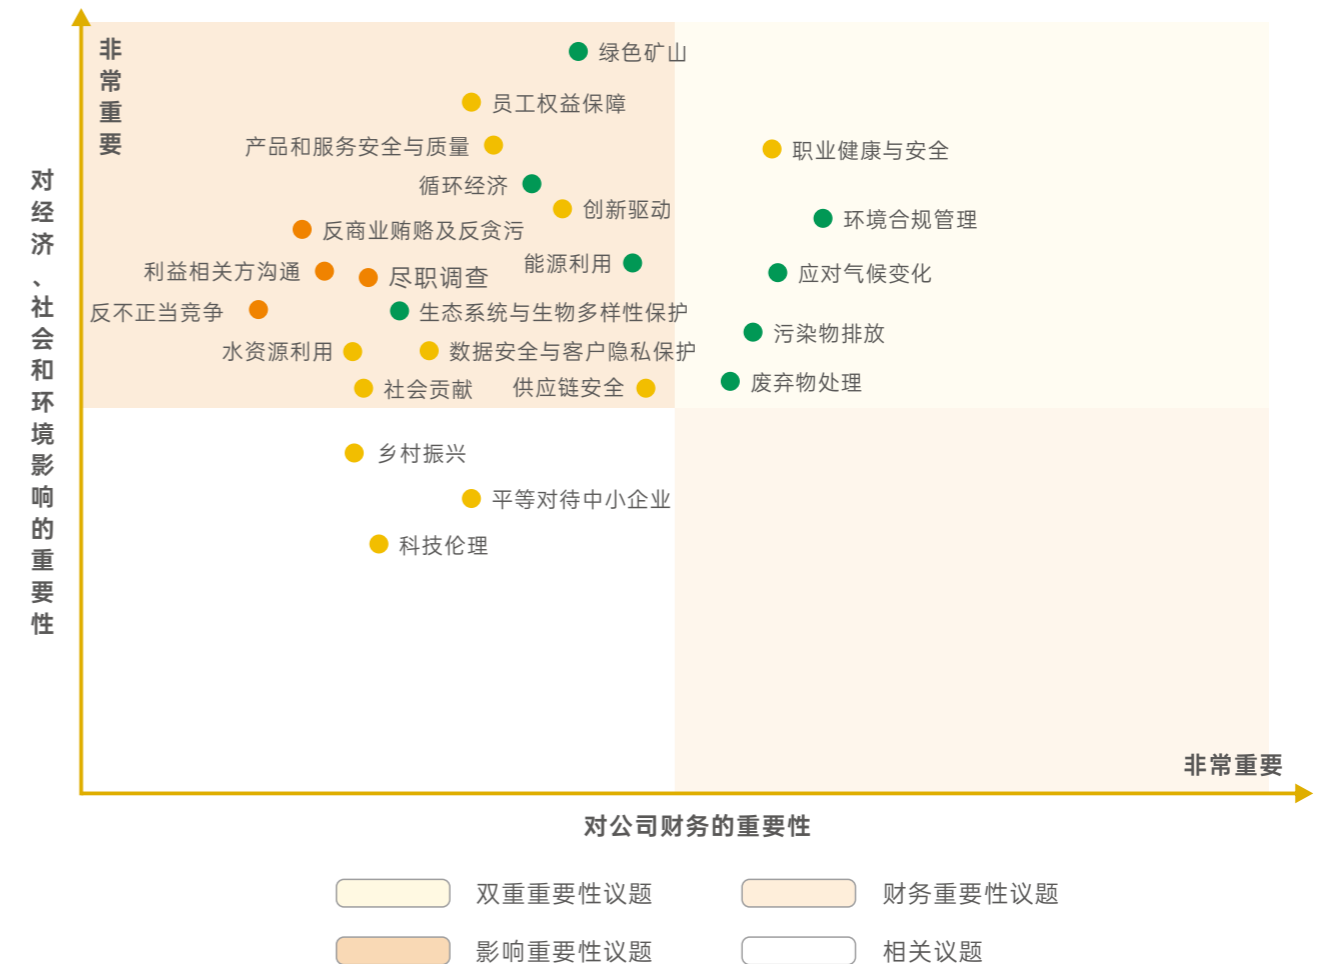 非常重要
对经济、社会和环境影响的重要性
绿色矿山
员工权益保障
产品和服务安全与质量
职业健康与安全
循环经济
创新驱动
环境合规管理
反商业贿赂及反贪污
能源利用
利益相关方沟通
尽职调查
应对气候变化
反不正当竞争
生态系统与生物多样性保护
污染物排放
水资源利用
数据安全与客户隐私保护
废弃物处理
社会贡献
供应链安全
乡村振兴
平等对待中小企业
科技伦理
非常重要
对公司财务的重要性
双重重要性议题
财务重要性议题
影响重要性议题
相关议题